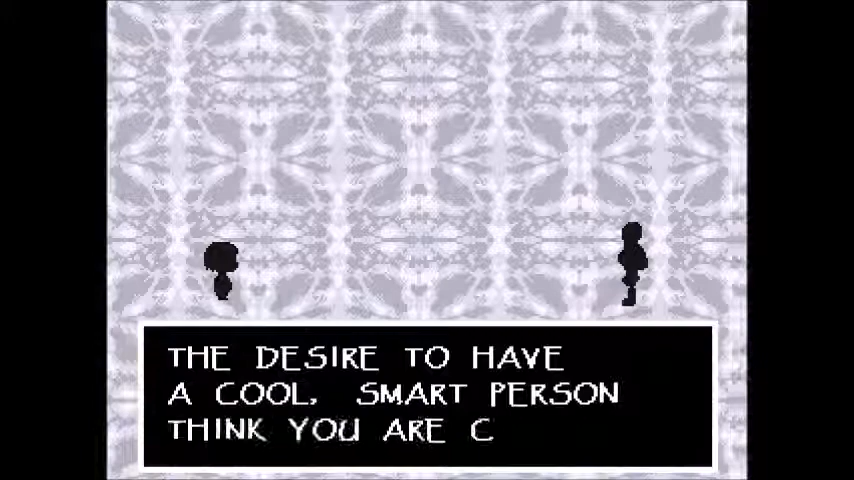 THE DESIRE TO HAVE
A COOL, SMART PERSON
THINK YOU ARE C